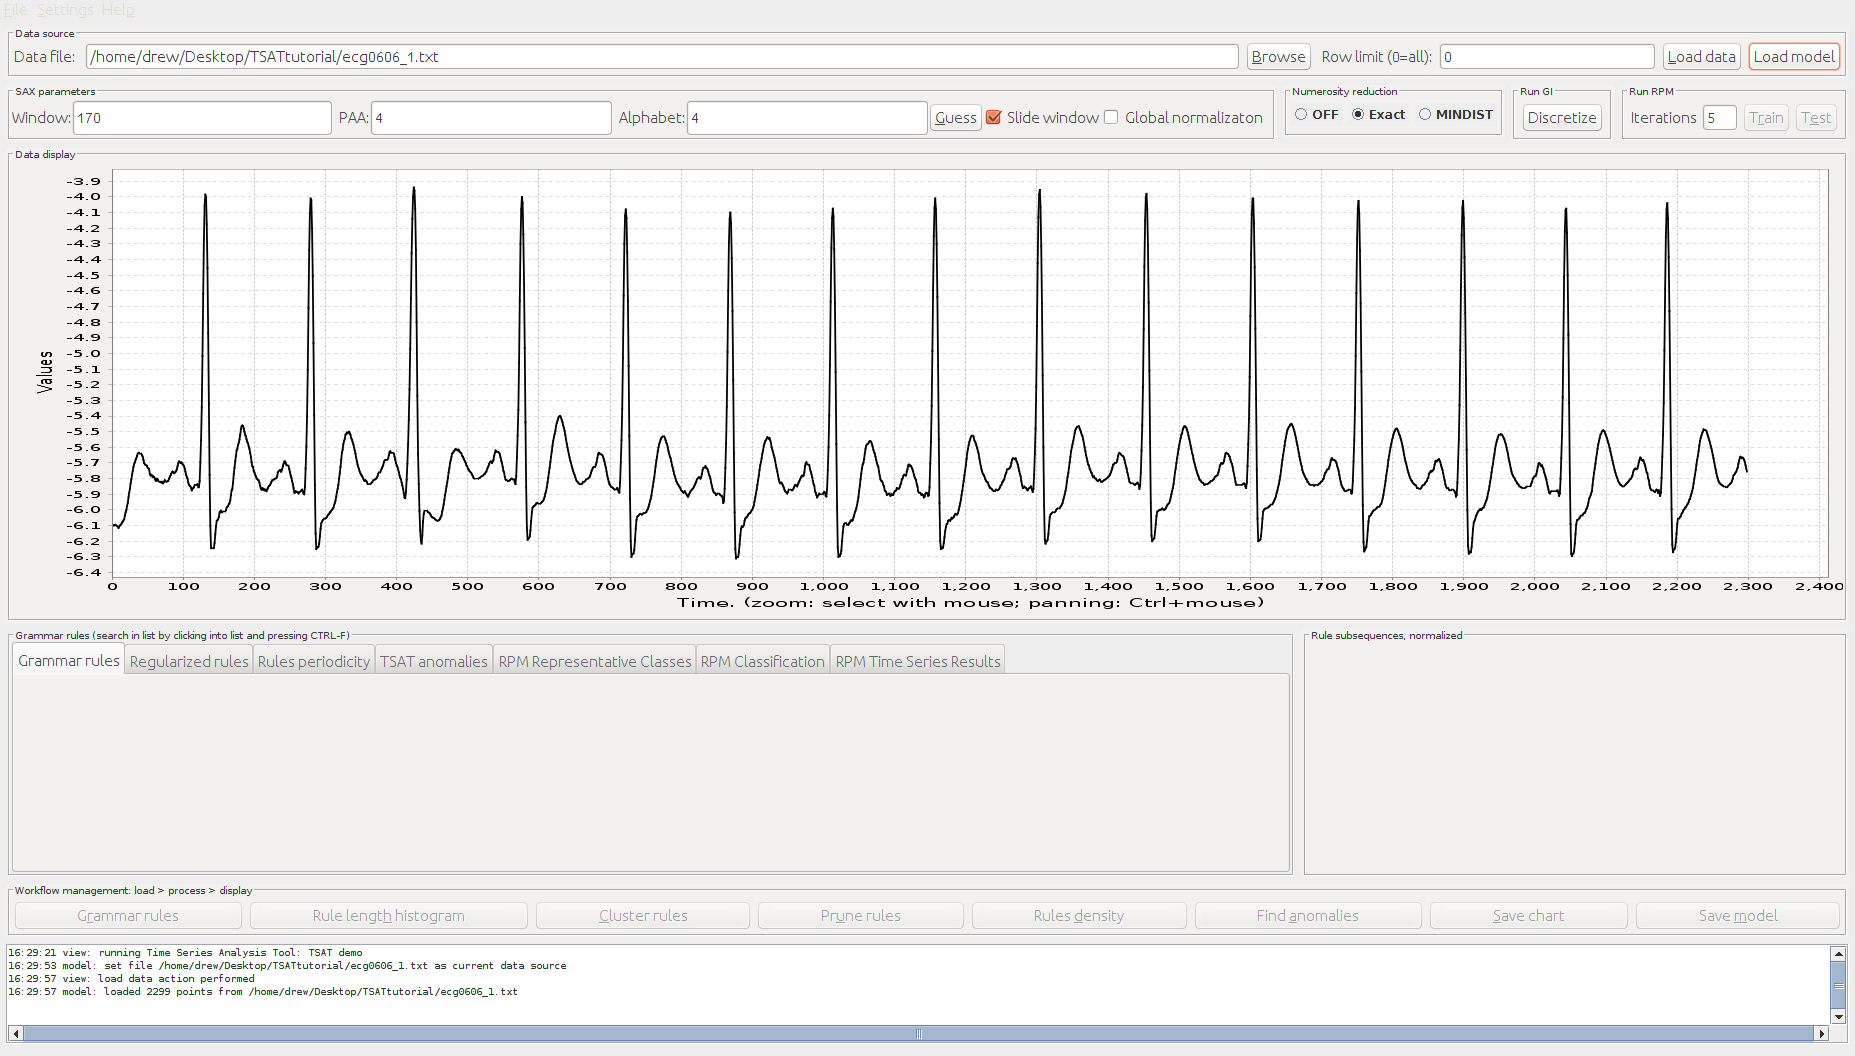 File Settings Help
Data source
Data file: /home/drew/Desktop/TSATtutorial/ecg0606_1.txt Browse Row limit (0=all): 0 Load data Load model
SAX parameters Numerosity reduction Run GI Run RPM
Window: 170 PAA: 4 Alphabet: 4 Guess Slide window Global normalizaton OFF Exact MINDIST Discretize Iterations 5 Train Test
Data display
-3.9
-4.0
-4.1
-4.2
-4.3
-4.4
-4.5
-4.6
-4.7
-4.8
-4.9
-5.0
-5.1
-5.2
-5.3
-5.4
-5.5
-5.6
-5.7
-5.8
-5.9
-6.0
-6.1
-6.2
-6.3
-6.4
Values
0 100 200 300 400 500 600 700 800 900 1,000 1,100 1,200 1,300 1,400 1,500 1,600 1,700 1,800 1,900 2,000 2,100 2,200 2,300 2,400
Time. (zoom: select with mouse; panning: Ctrl+mouse)
Grammar rules (search in list by clicking into list and pressing CTRL-F) Rule subsequences, normalized
Grammar rules Regularized rules Rules periodicity TSAT anomalies RPM Representative Classes RPM Classification RPM Time Series Results
Workflow management: load > process > display
Grammar rules Rule length histogram Cluster rules Prune rules Rules density Find anomalies Save chart Save model
16:29:21 view: running Time Series Analysis Tool: TSAT demo
16:29:53 model: set file /home/drew/Desktop/TSATtutorial/ecg0606_1.txt as current data source
16:29:57 view: load data action performed
16:29:57 model: loaded 2299 points from /home/drew/Desktop/TSATtutorial/ecg0606_1.txt